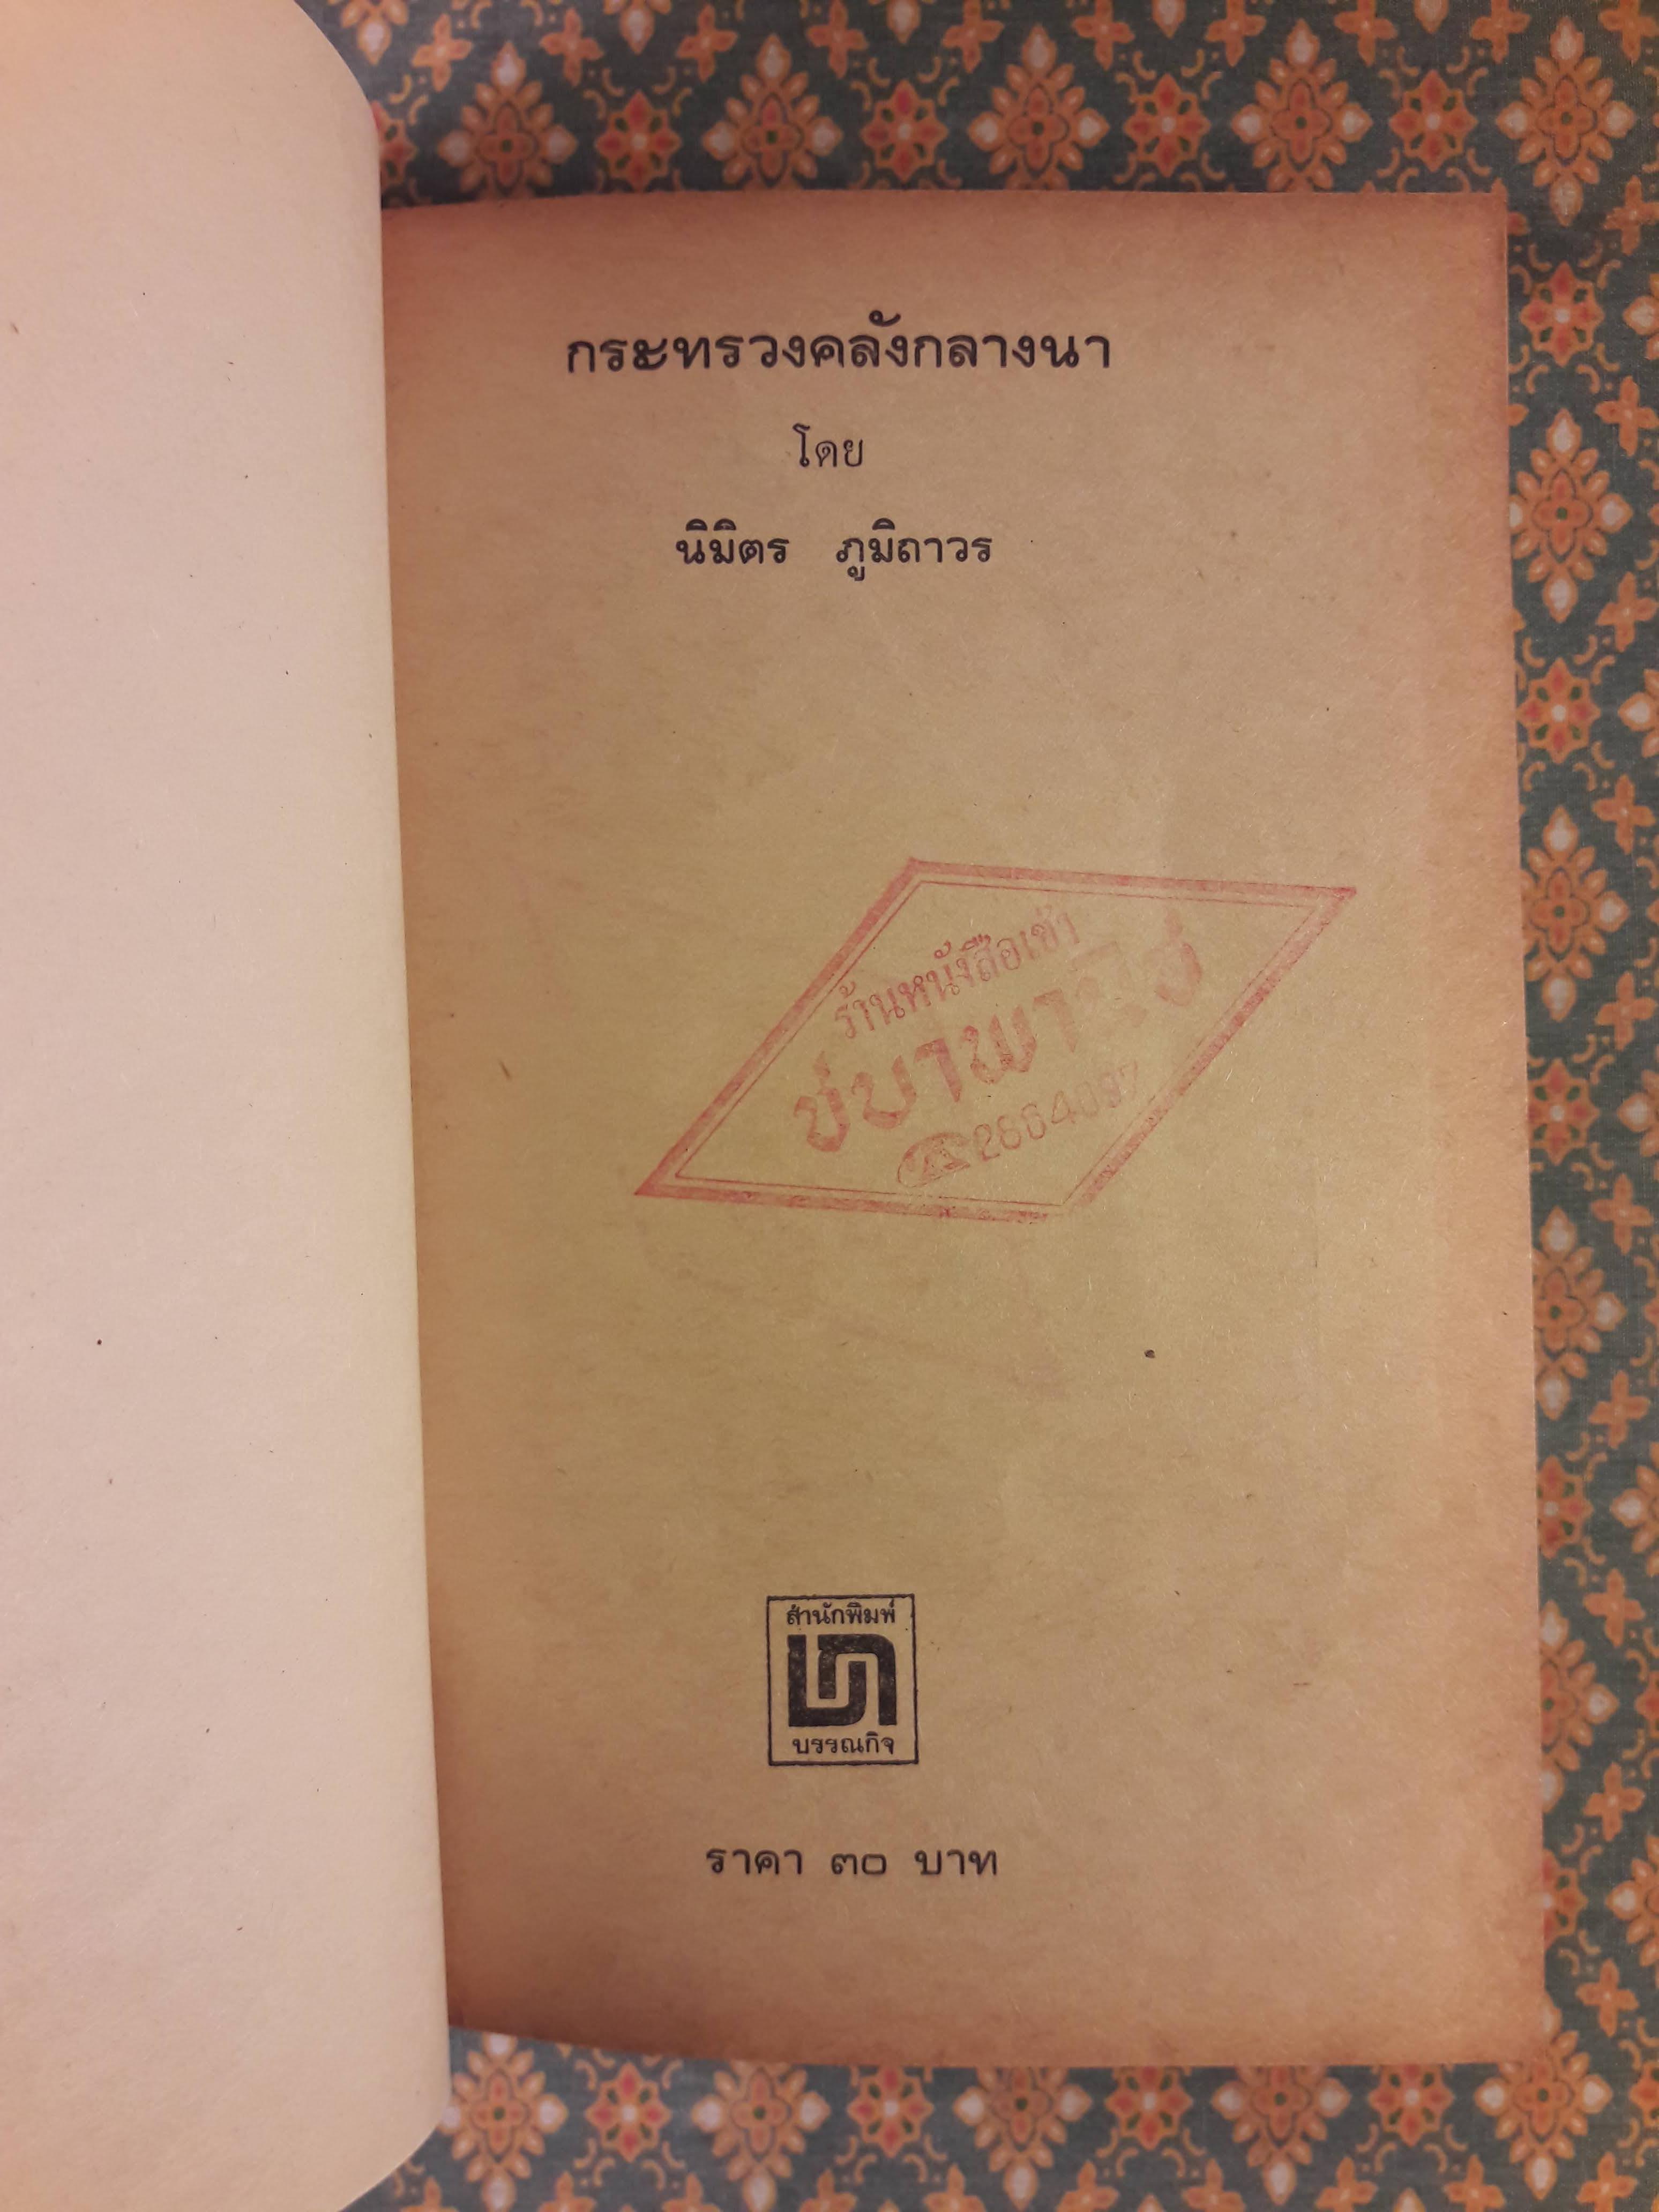 กระทรวงคลังกลางนา
โดย
นิมิตร ภูมิถาวร
ร้านหนังสือเช่า
สำนักพิมพ์
บรรณกิจ
ราคา ๓๐ บาท